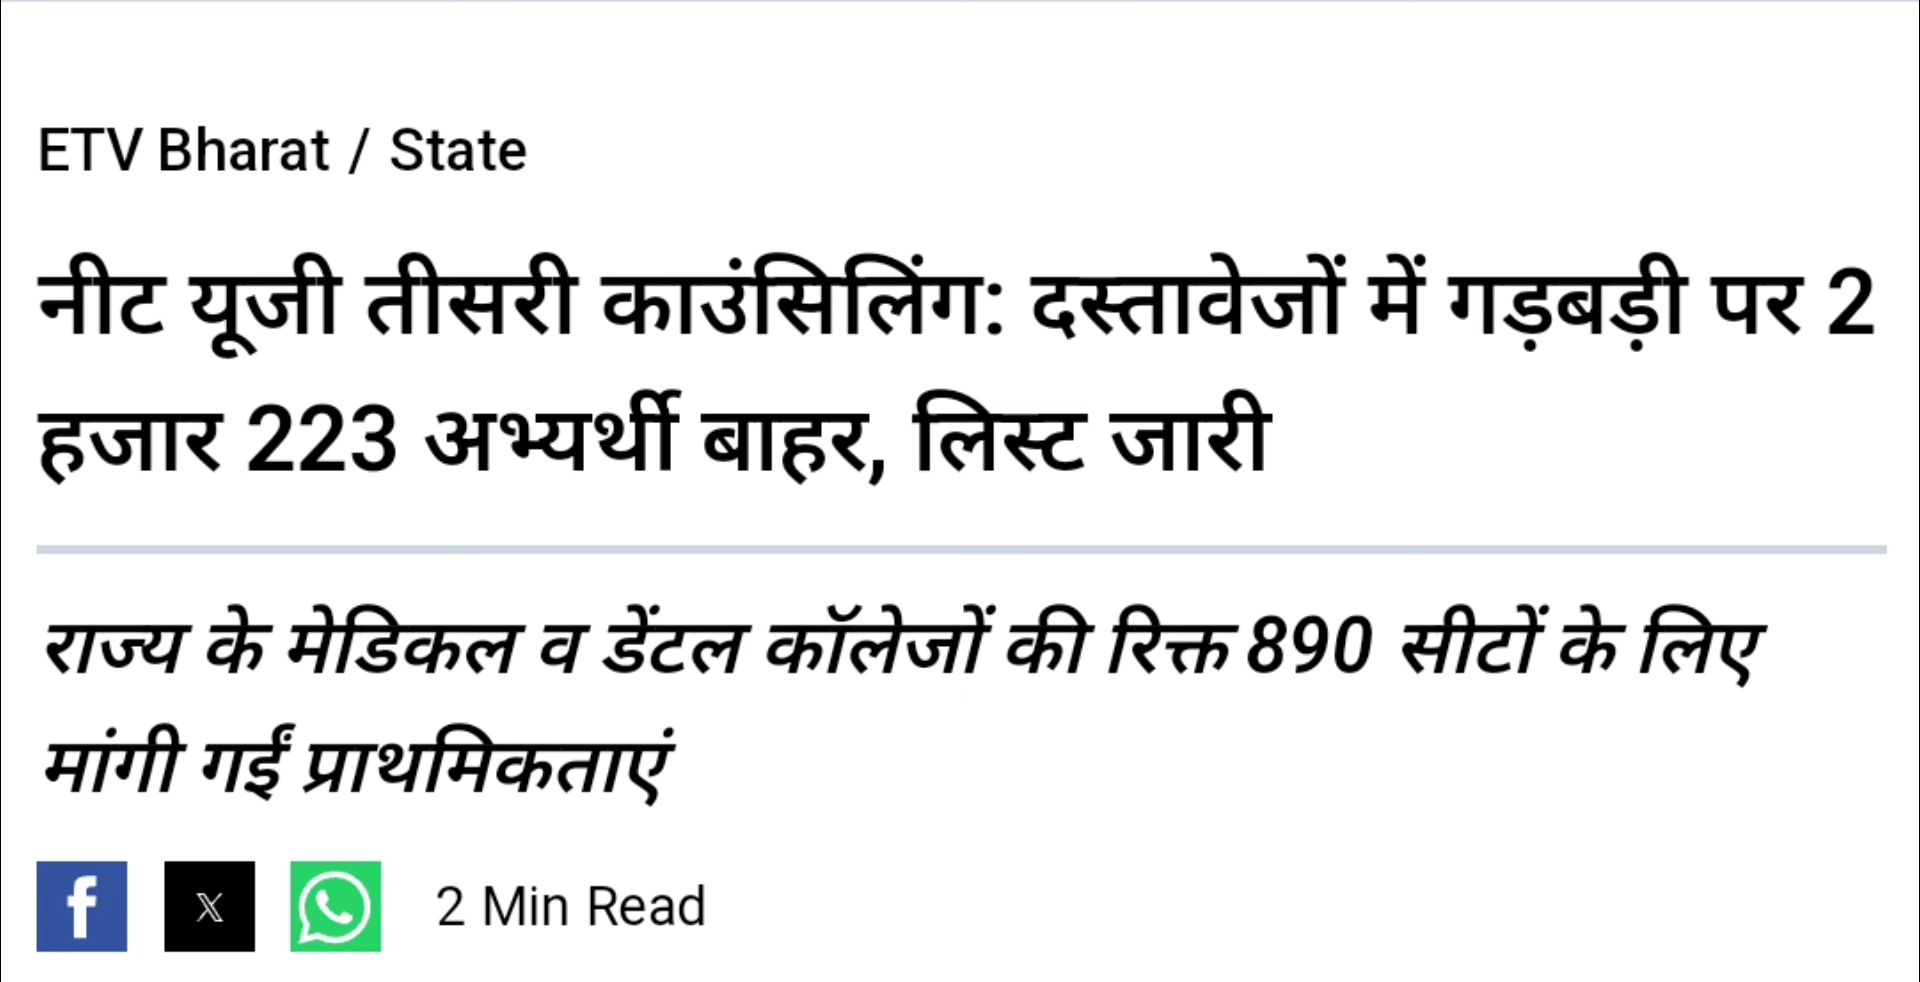 ETV Bharat / State
नीट यूजी तीसरी काउंसिलिंग: दस्तावेजों में गड़बड़ी पर 2
हजार 223 अभ्यर्थी बाहर, लिस्ट जारी
राज्य के मेडिकल व डेंटल कॉलेजों की रिक्त 890 सीटों के लिए
मांगी गईं प्राथमिकताएं
f X 2 Min Read